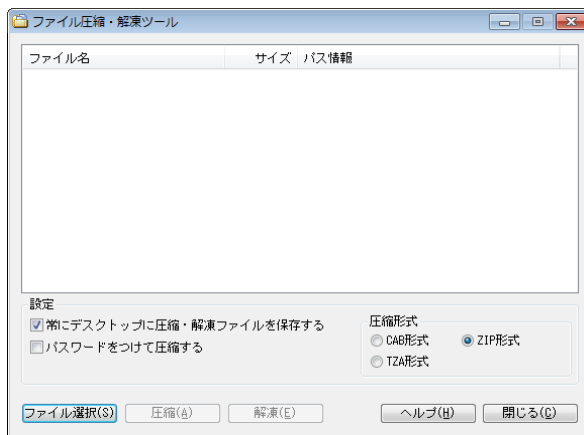 ファイル圧縮・解凍ツール
ファイル名 サイズ パス情報
設定
常にデスクトップに圧縮・解凍ファイルを保存する
パスワードをつけて圧縮する
圧縮形式
CAB形式 ZIP形式
TZA形式
ファイル選択(S) 圧縮(A) 解凍(E) ヘルプ(H) 閉じる(C)